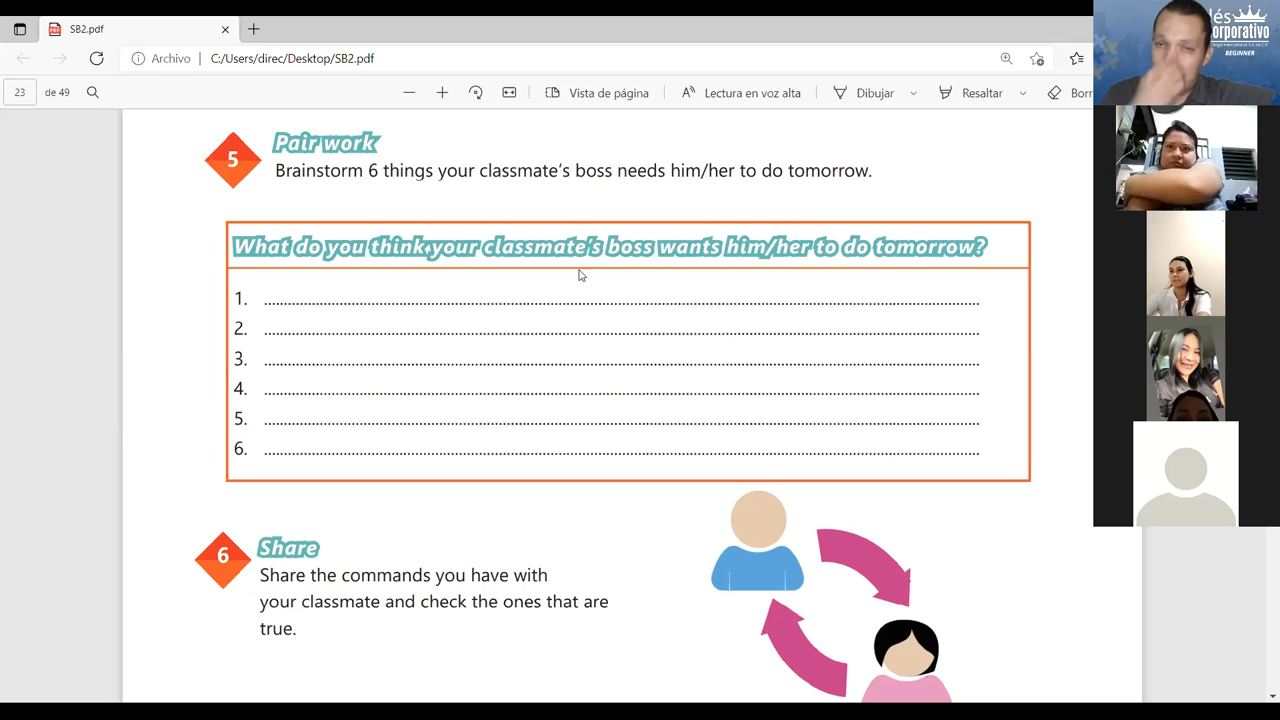 SB2.pdf
Archivo C:/Users/direc/Desktop/SB2.pdf
23 de 49 Vista de página Lectura en voz alta Dibujar Resaltar Borr
lés
orporativo
BEGINNER
5 Pair work
Brainstorm 6 things your classmate's boss needs him/her to do tomorrow.
What do you think your classmate's boss wants him/her to do tomorrow?
1. ........................................................................
2. ........................................................................
3. ........................................................................
4. ........................................................................
5. ........................................................................
6. ........................................................................
6 Share
Share the commands you have with
your classmate and check the ones that are
true.